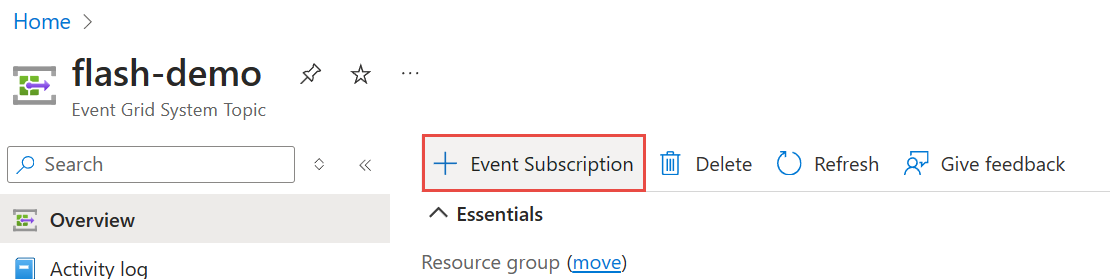 Home
flash-demo
Event Grid System Topic
Search
Event Subscription
Delete
Refresh
Give feedback
Overview
Essentials
Activity log
Resource group (move)